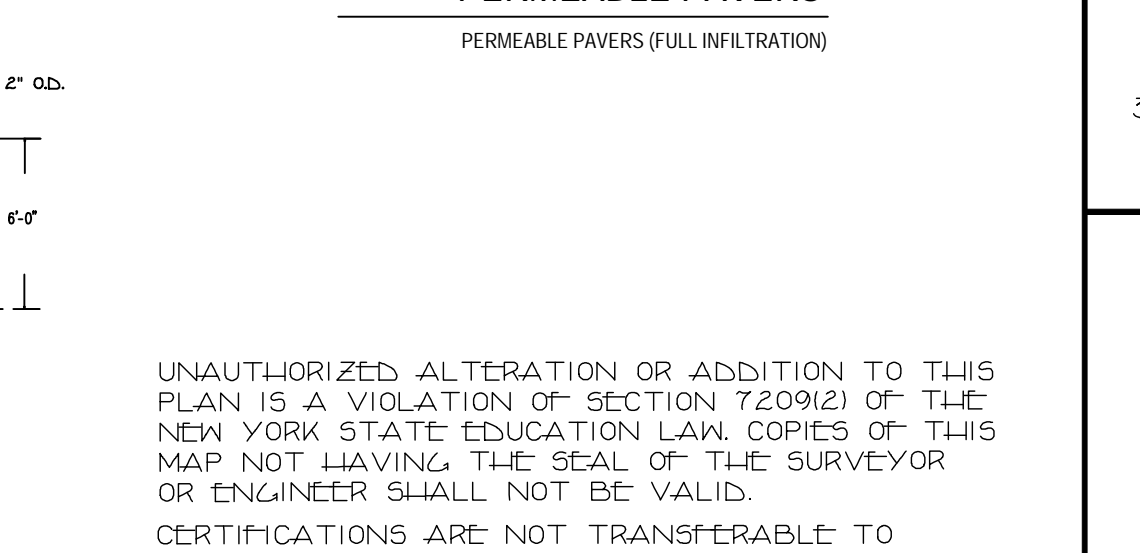 PERMEABLE PAVERS
PERMEABLE PAVERS (FULL INFILTRATION)
2" O.D.
6'-0"
UNAUTHORIZED ALTERATION OR ADDITION TO THIS
PLAN IS A VIOLATION OF SECTION 7209(2) OF THE
NEW YORK STATE EDUCATION LAW. COPIES OF THIS
MAP NOT HAVING THE SEAL OF THE SURVEYOR
OR ENGINEER SHALL NOT BE VALID.
CERTIFICATIONS ARE NOT TRANSFERABLE TO